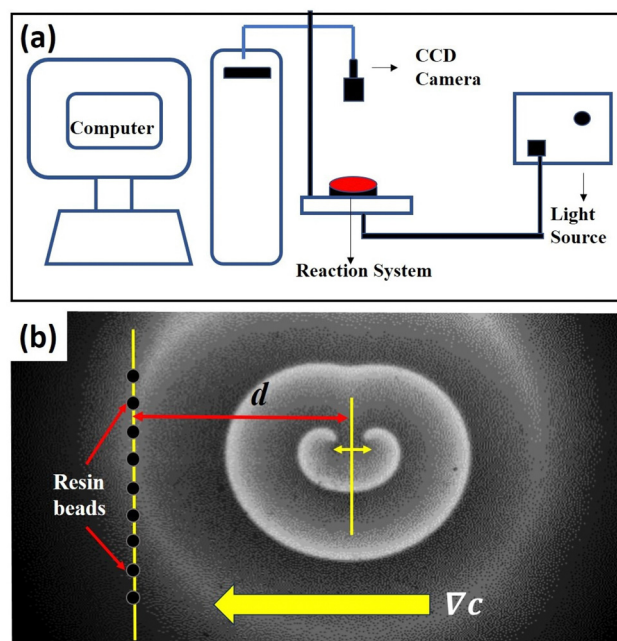 (a)
CCD
Camera
Computer
Light
Source
Reaction System
(b)
d
Resin
beads
∇c